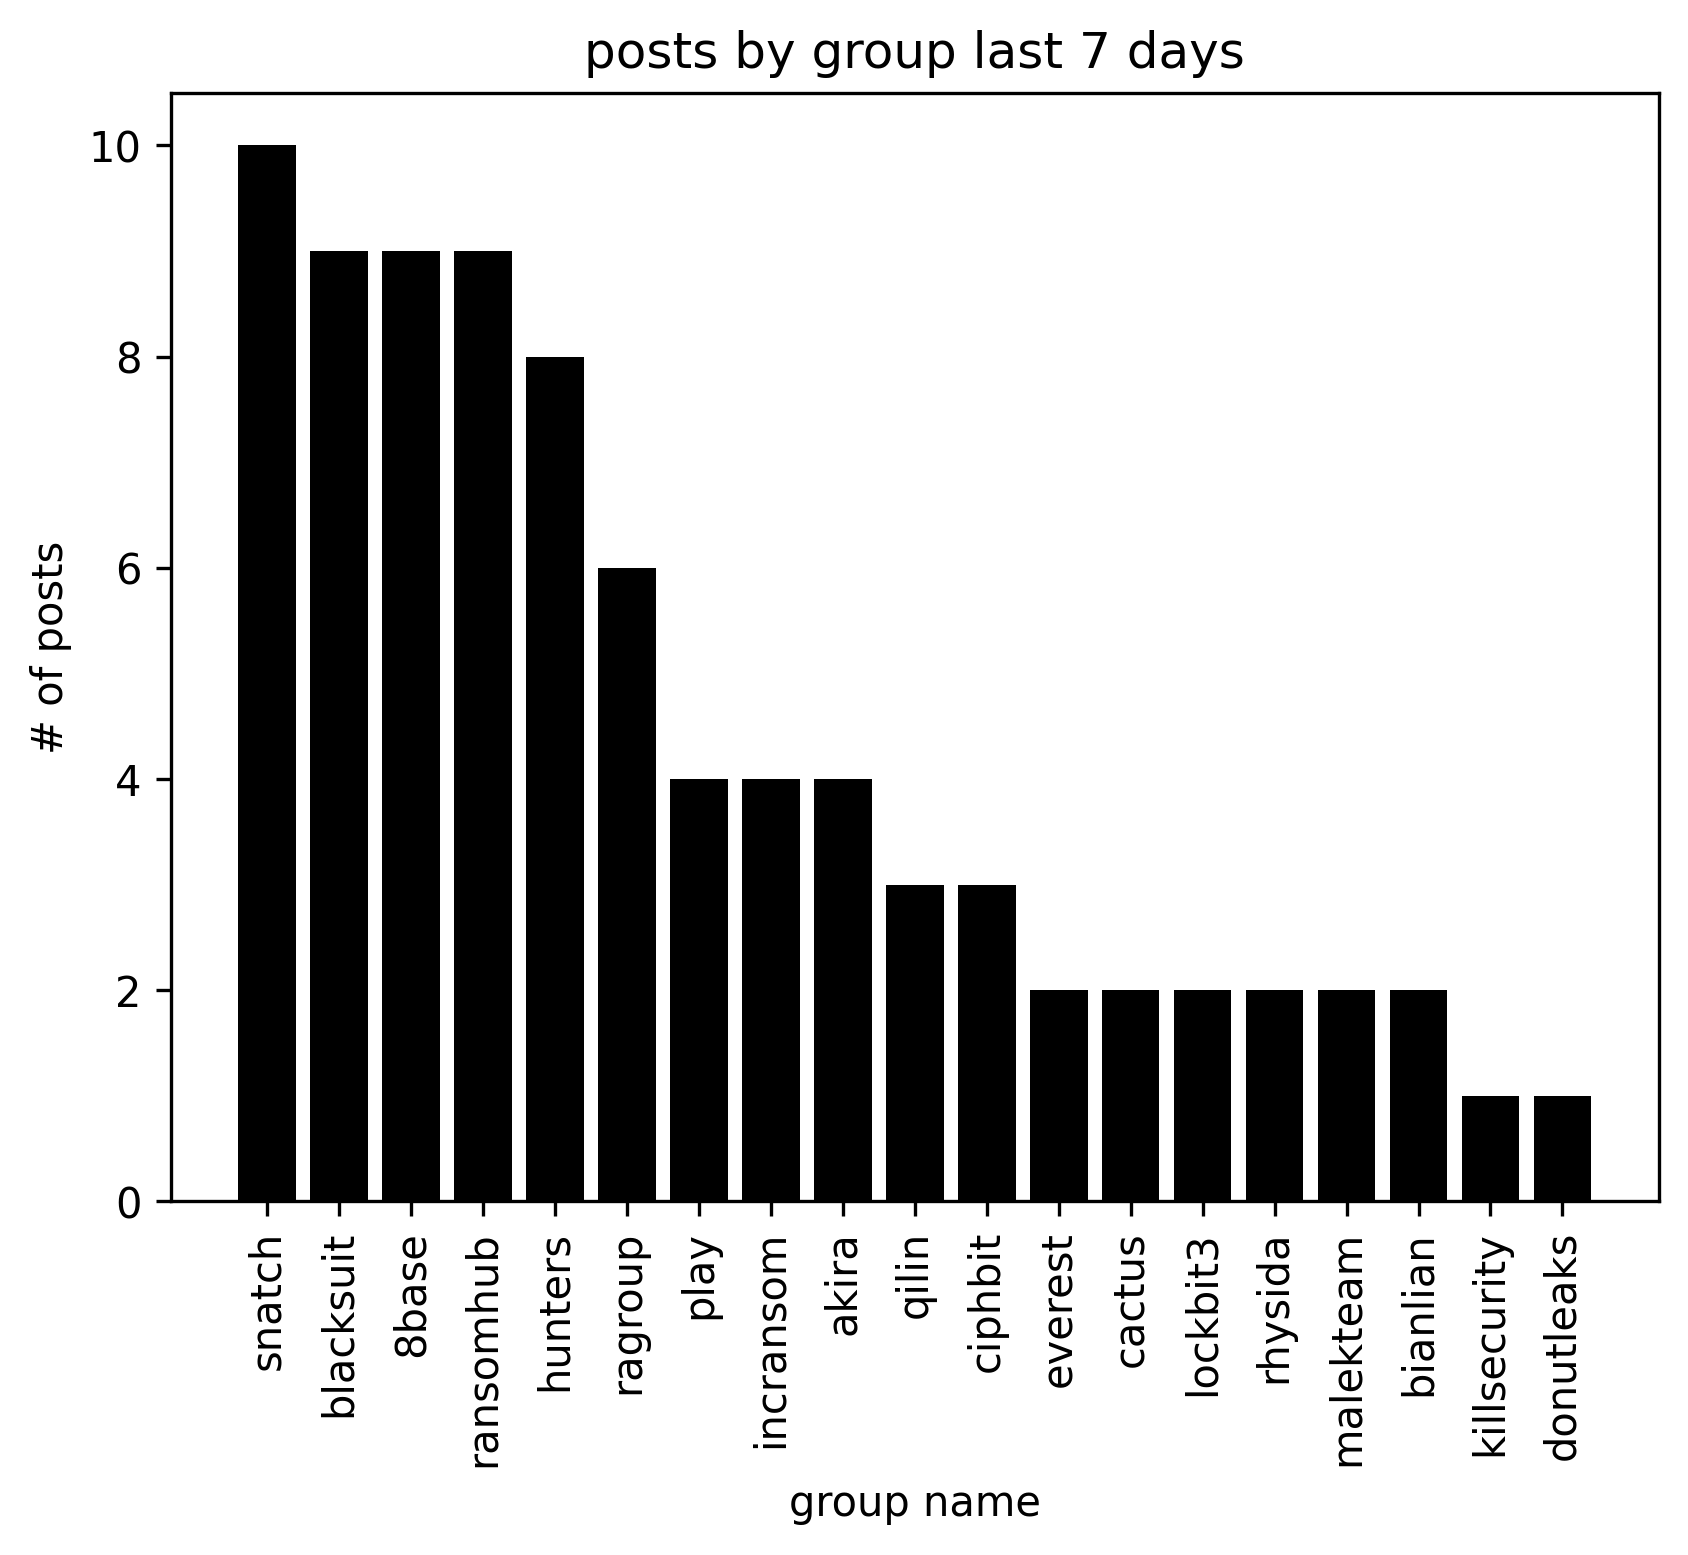 posts by group last 7 days
# of posts
10
8
6
4
2
0
snatch
blacksuit
8base
ransomhub
hunters
ragroup
play
incransom
akira
qilin
ciphbit
everest
cactus
lockbit3
rhysida
malekteam
bianlian
killsecurity
donutleaks
group name